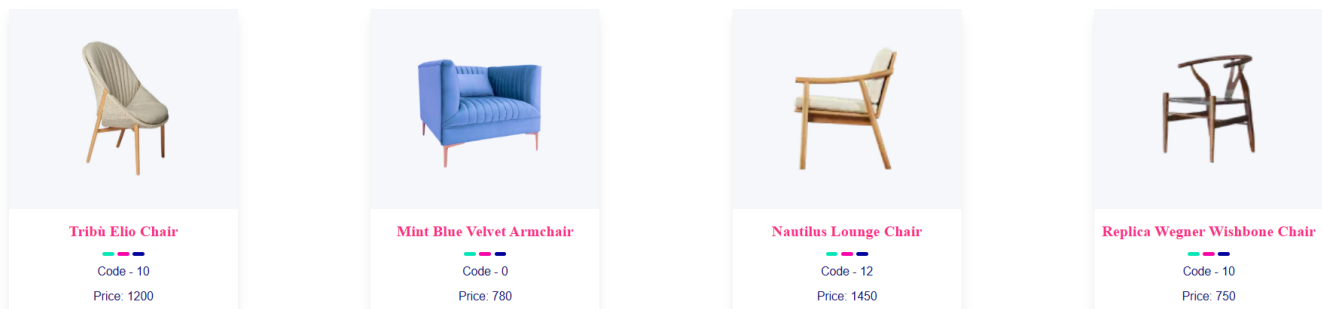 Tribù Elio Chair
Code - 10
Price: 1200
Mint Blue Velvet Armchair
Code - 0
Price: 780
Nautilus Lounge Chair
Code - 12
Price: 1450
Replica Wegner Wishbone Chair
Code - 10
Price: 750